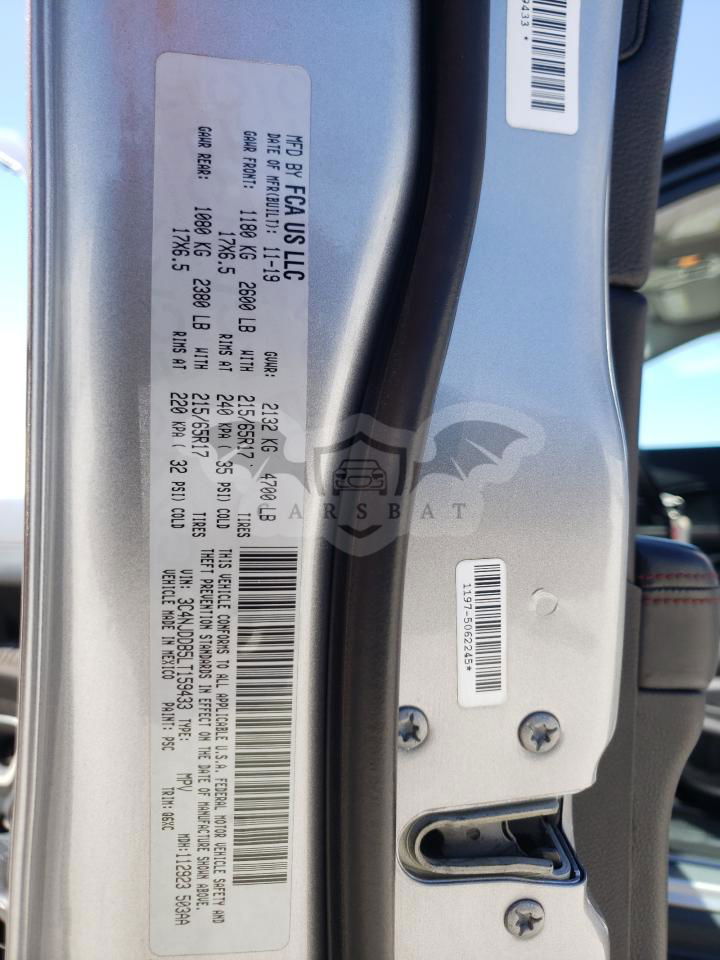 MFD BY FCA US LLC
DATE OF MFR(BUILT): 11-19 GVWR: 2132 KG 4700 LB
GAWR FRONT: 1180 KG 2600 LB WITH 215/65R17 TIRES
17X6.5 RIMS AT 240 KPA ( 35 PSI) COLD
GAWR REAR: 1080 KG 2380 LB WITH 215/65R17 TIRES
17X6.5 RIMS AT 220 KPA ( 32 PSI) COLD
THIS VEHICLE CONFORMS TO ALL APPLICABLE U.S.A. FEDERAL MOTOR VEHICLE SAFETY AND
THEFT PREVENTION STANDARDS IN EFFECT ON THE DATE OF MANUFACTURE SHOWN ABOVE.
VIN: 3C4NJDDB5LT159433 TYPE: MPV MDH:112923 503AA
VEHICLE MADE IN MEXICO PAINT: PSC TRIM: 06XC
9433 *
1197-5062245*
CARSBAT